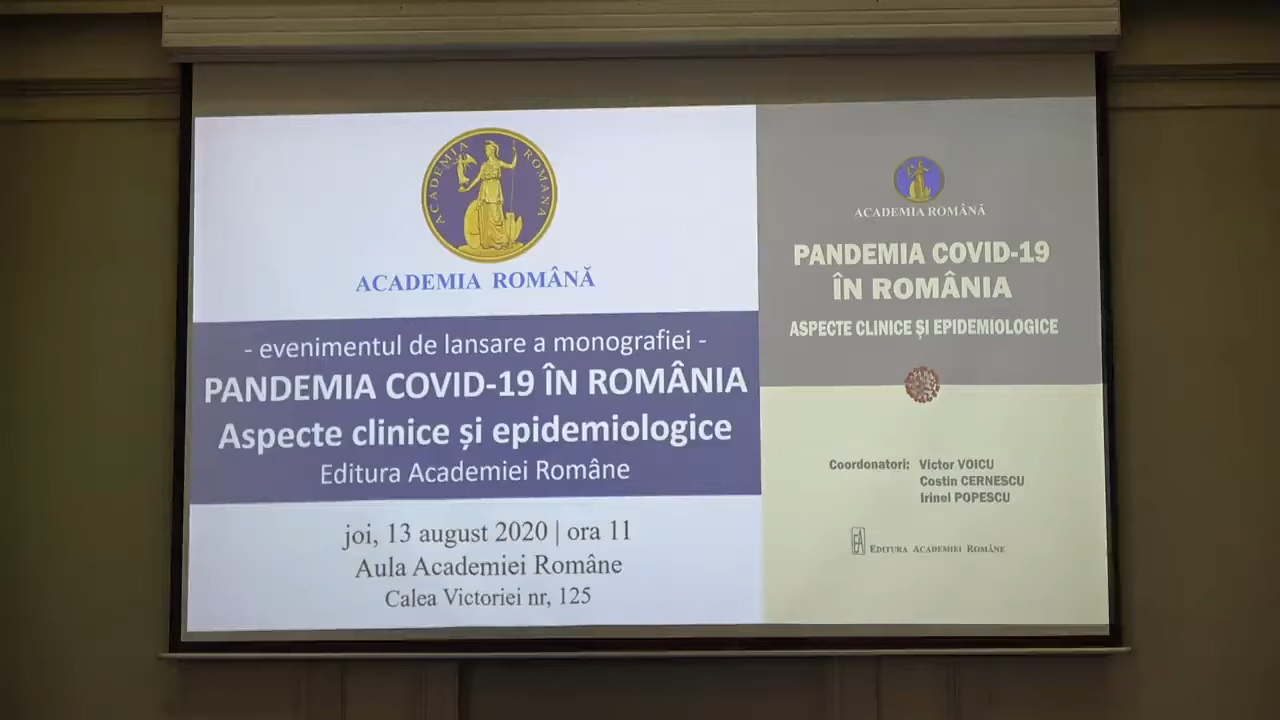 ACADEMIA ROMANA
ACADEMIA ROMÂNĂ
- evenimentul de lansare a monografiei -
PANDEMIA COVID-19 ÎN ROMÂNIA
Aspecte clinice și epidemiologice
Editura Academiei Române
joi, 13 august 2020 | ora 11
Aula Academiei Române
Calea Victoriei nr, 125
ACADEMIA ROMÂNĂ
PANDEMIA COVID-19
ÎN ROMÂNIA
ASPECTE CLINICE ŞI EPIDEMIOLOGICE
Coordonatori: Victor VOICU
Costin CERNESCU
Irinel POPESCU
EA EDITURA ACADEMIEI ROMÂNE